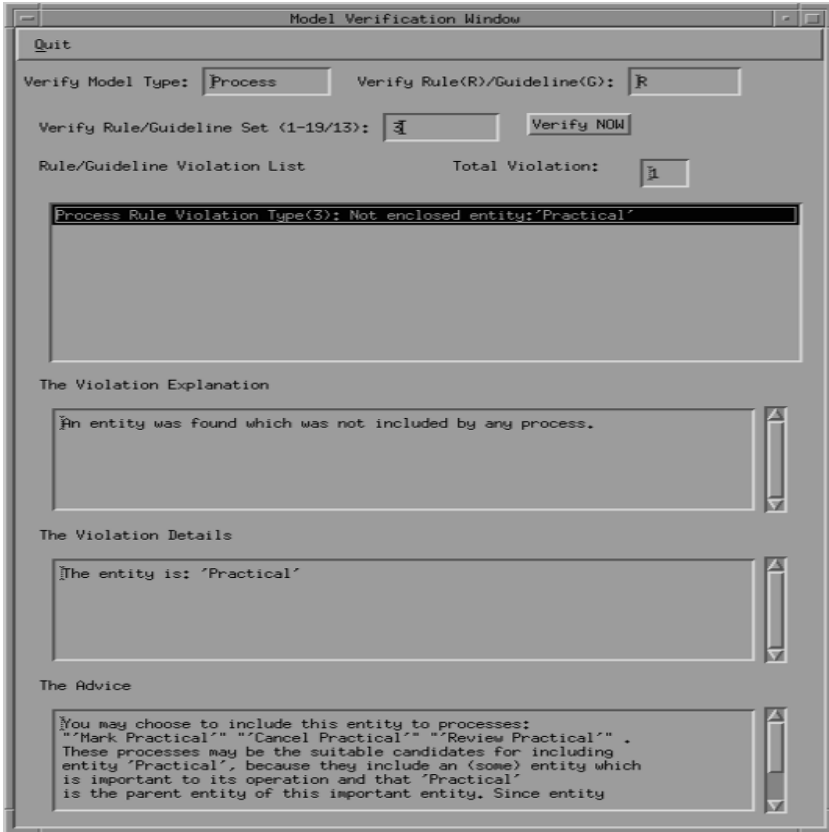 Model Verification Window
Quit
Verify Model Type: Process Verify Rule(R)/Guideline(G): R
Verify Rule/Guideline Set (1-19/13): 3 Verify NOW
Rule/Guideline Violation List Total Violation: 1
Process Rule Violation Type(3): Not enclosed entity:'Practical'
The Violation Explanation
An entity was found which was not included by any process.
The Violation Details
The entity is: 'Practical'
The Advice
You may choose to include this entity to processes:
"'Mark Practical'" "'Cancel Practical'" "'Review Practical'" .
These processes may be the suitable candidates for including
entity 'Practical', because they include an (some) entity which
is important to its operation and that 'Practical'
is the parent entity of this important entity. Since entity